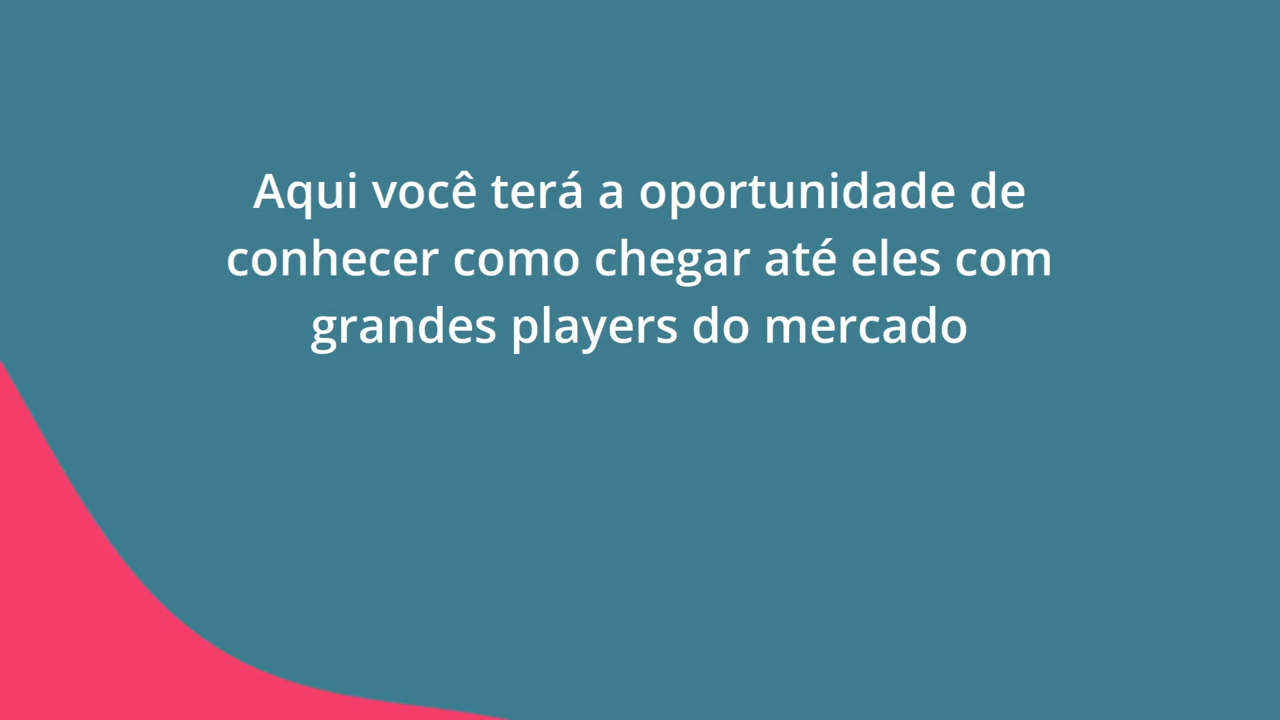 Aqui você terá a oportunidade de
conhecer como chegar até eles com
grandes players do mercado